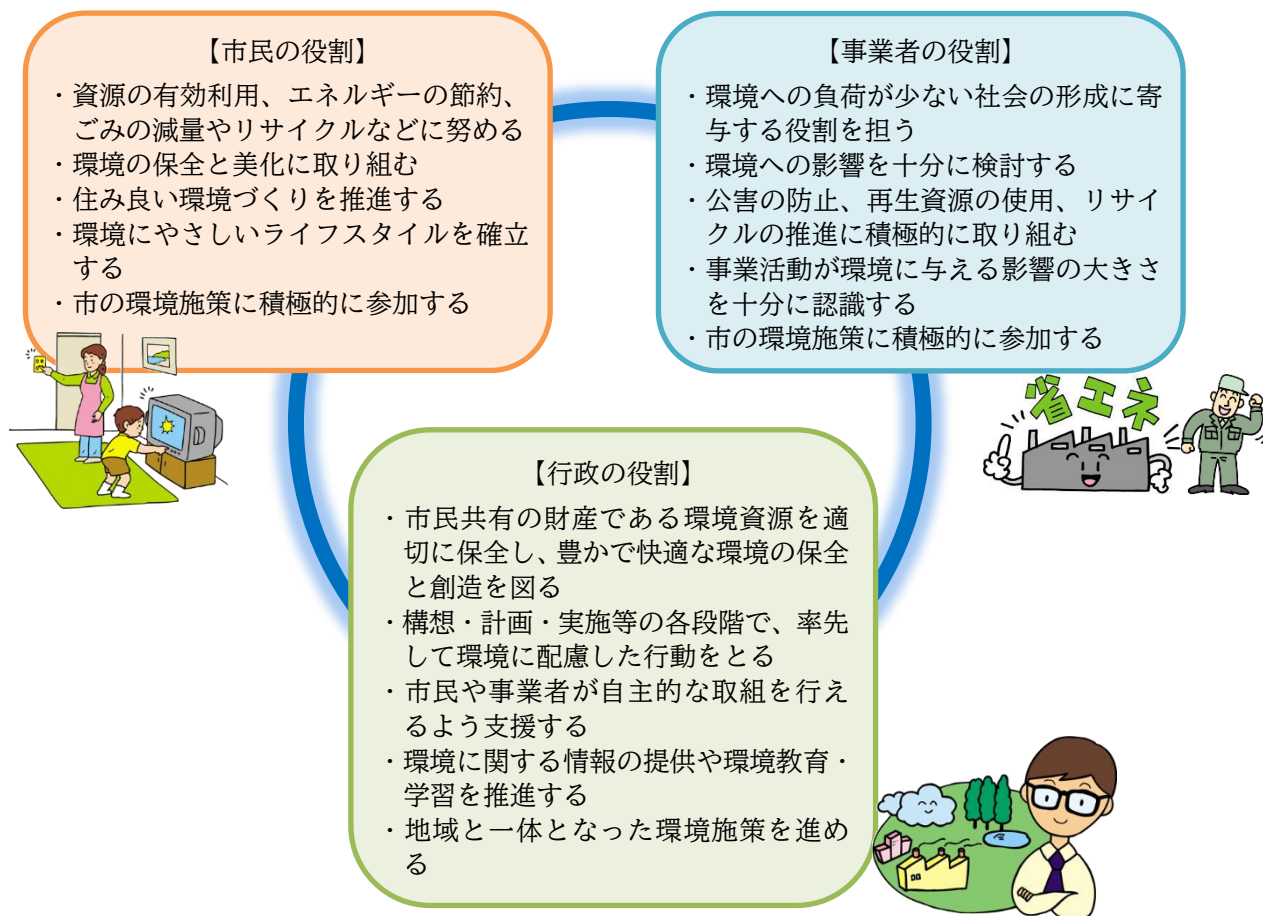 【市民の役割】
・資源の有効利用、エネルギーの節約、
ごみの減量やリサイクルなどに努める
・環境の保全と美化に取り組む
・住み良い環境づくりを推進する
・環境にやさしいライフスタイルを確立
する
・市の環境施策に積極的に参加する
【事業者の役割】
・環境への負荷が少ない社会の形成に寄
与する役割を担う
・環境への影響を十分に検討する
・公害の防止、再生資源の使用、リサイ
クルの推進に積極的に取り組む
・事業活動が環境に与える影響の大きさ
を十分に認識する
・市の環境施策に積極的に参加する
省エネ
【行政の役割】
・市民共有の財産である環境資源を適
切に保全し、豊かで快適な環境の保全
と創造を図る
・構想・計画・実施等の各段階で、率先
して環境に配慮した行動をとる
・市民や事業者が自主的な取組を行え
るよう支援する
・環境に関する情報の提供や環境教育・
学習を推進する
・地域と一体となった環境施策を進め
る